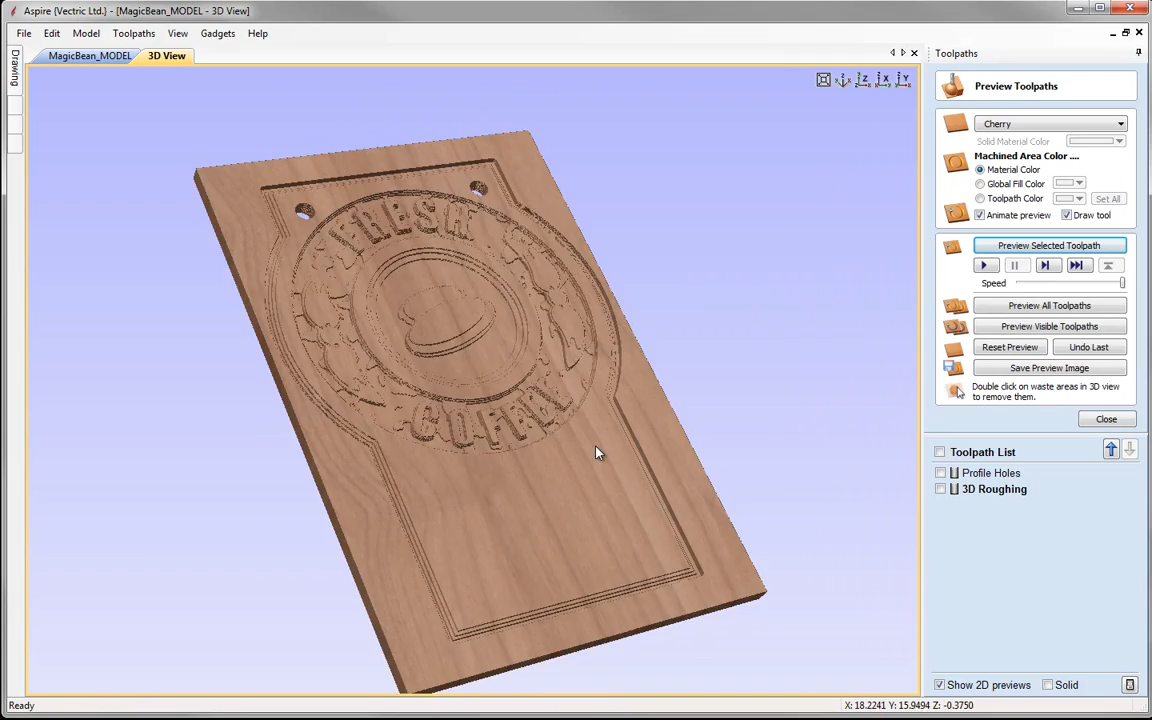 Aspire (Vectric Ltd.) - [MagicBean_MODEL - 3D View]
File Edit Model Toolpaths View Gadgets Help
Drawing
MagicBean_MODEL 3D View
Z X Y
FRESH
COFFEE
Toolpaths
Preview Toolpaths
Cherry
Solid Material Color
Machined Area Color ....
Material Color
Global Fill Color
Toolpath Color Set All
Animate preview Draw tool
Preview Selected Toolpath
Speed
Preview All Toolpaths
Preview Visible Toolpaths
Reset Preview Undo Last
Save Preview Image
Double click on waste areas in 3D view
to remove them.
Close
Toolpath List
Profile Holes
3D Roughing
Show 2D previews Solid
Ready
X: 18.2241 Y: 15.9494 Z: -0.3750